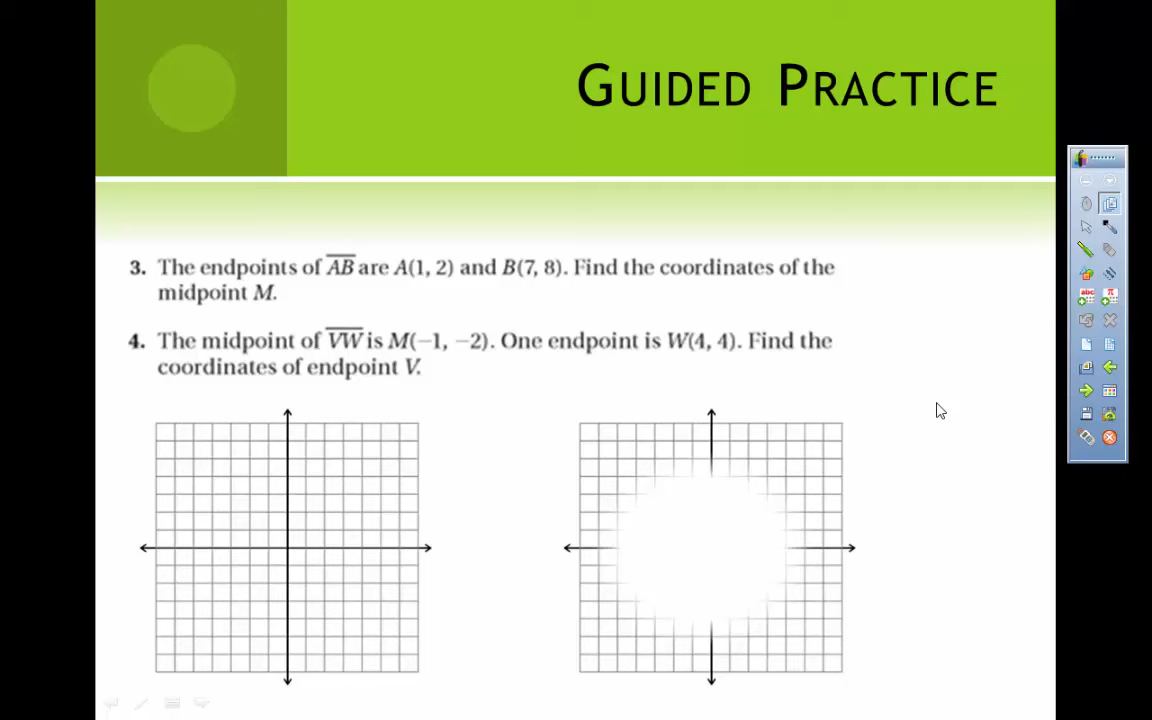 GUIDED PRACTICE
3. The endpoints of AB are A(1, 2) and B(7, 8). Find the coordinates of the
midpoint M.
4. The midpoint of VW is M(−1, −2). One endpoint is W(4, 4). Find the
coordinates of endpoint V.
abc
π